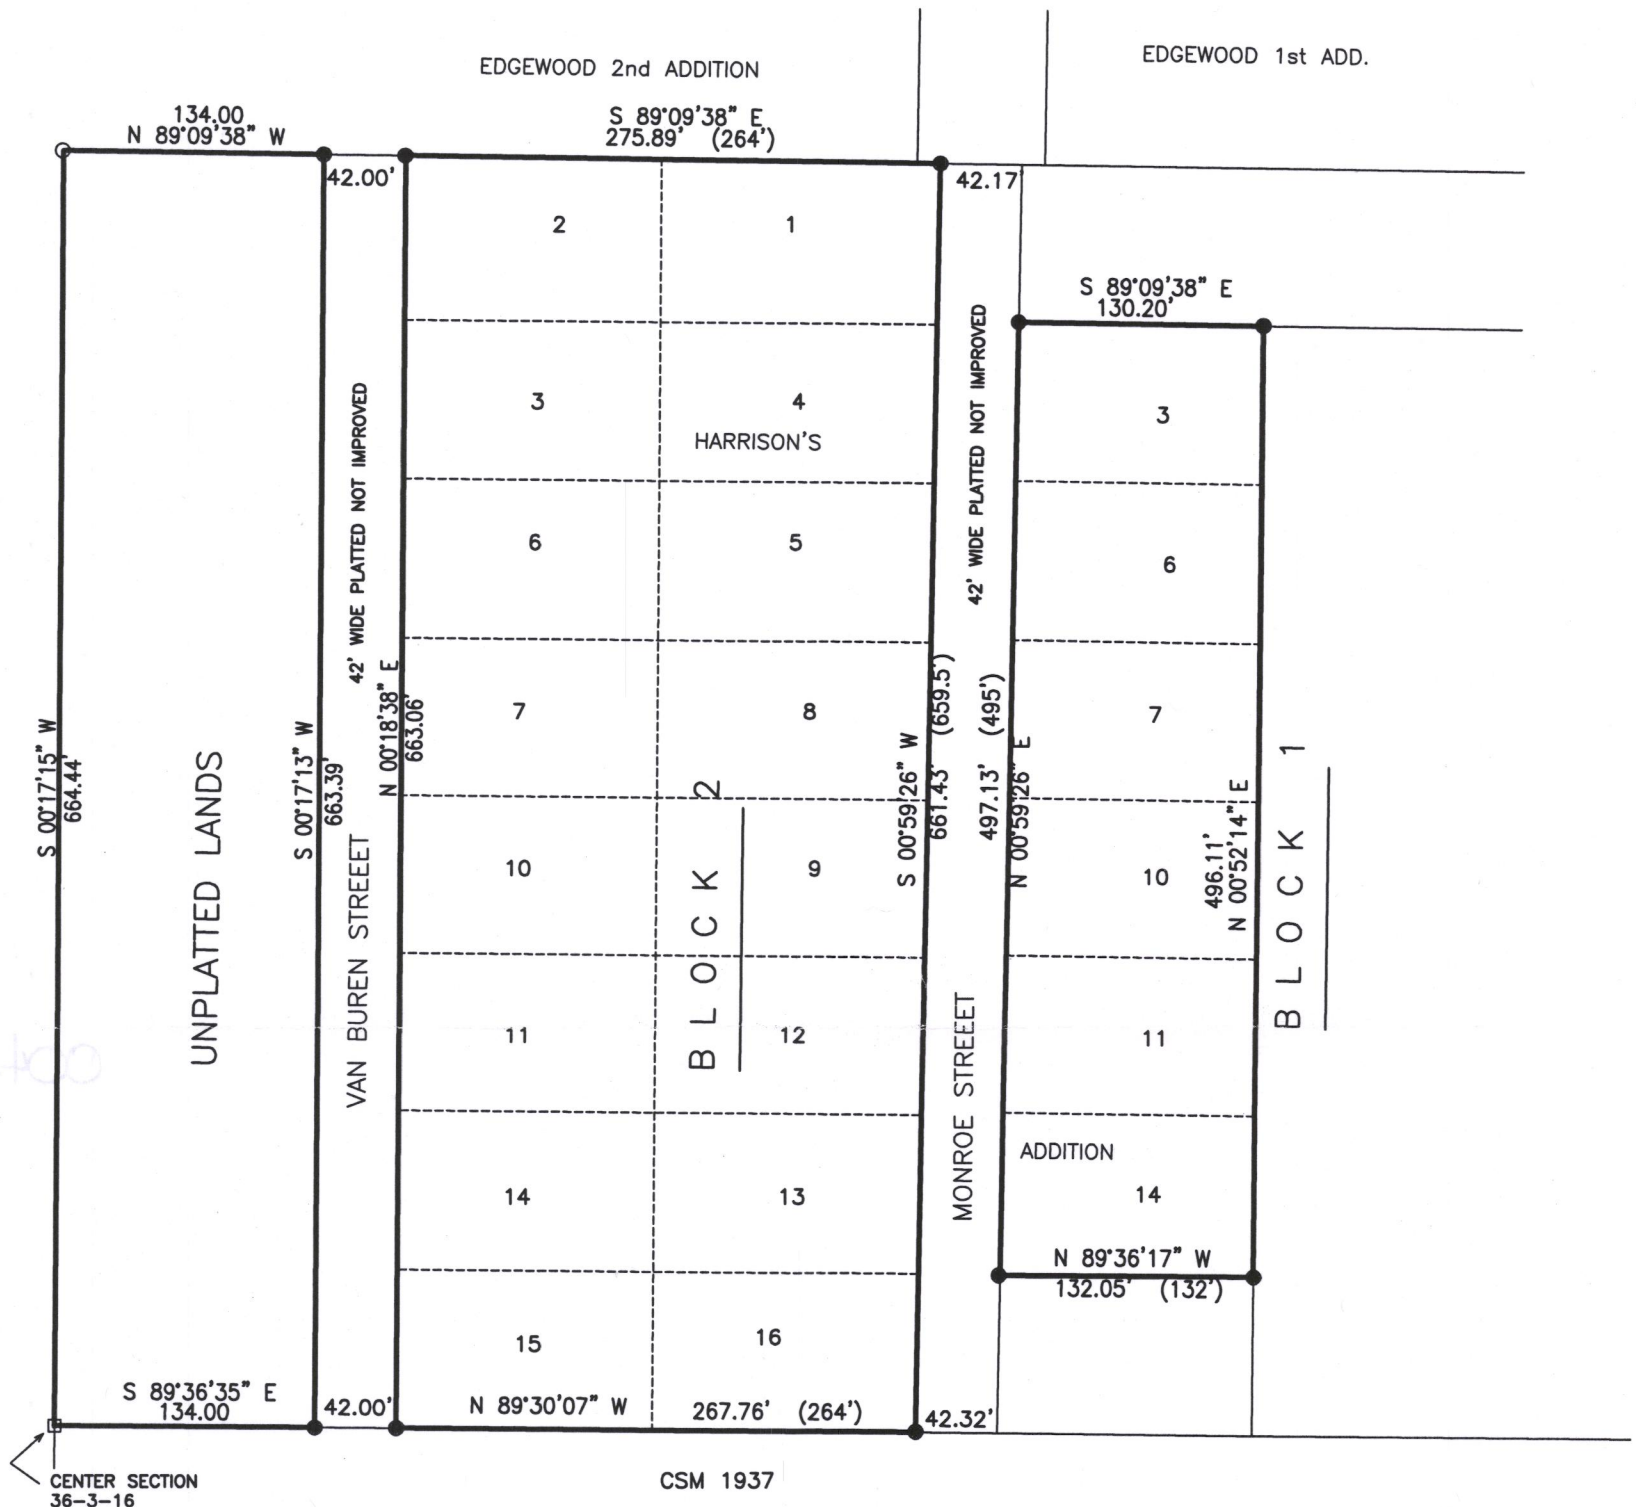 EDGEWOOD 2nd ADDITION
EDGEWOOD 1st ADD.
134.00
N 89°09'38" W
S 89°09'38" E
275.89' (264')
42.00'
42.17
2
1
S 89°09'38" E
130.20'
3
4
HARRISON'S
3
42' WIDE PLATTED NOT IMPROVED
42' WIDE PLATTED NOT IMPROVED
6
5
6
7
8
7
S 00°17'15" W
664.44'
UNPLATTED LANDS
S 00°17'13" W
663.39'
N 00°18'38" E
663.06'
VAN BUREN STREEET
S 00°59'26" W
661.43' (659.5')
497.13' (495')
N 00°59'26" E
10
9
10
496.11'
N 00°52'14" E
BLOCK 2
BLOCK 1
11
12
11
MONROE STREEET
14
13
ADDITION
14
N 89°36'17" W
132.05' (132')
15
16
S 89°36'35" E
134.00
42.00'
N 89°30'07" W
267.76' (264')
42.32'
CENTER SECTION
36-3-16
CSM 1937